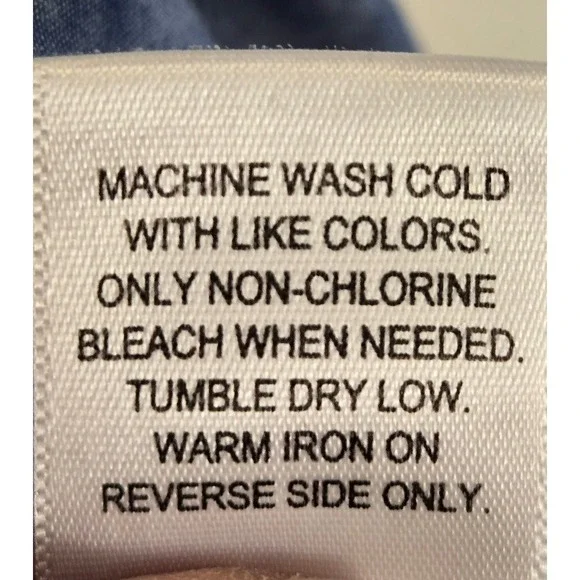 MACHINE WASH COLD
WITH LIKE COLORS.
ONLY NON-CHLORINE
BLEACH WHEN NEEDED.
TUMBLE DRY LOW.
WARM IRON ON
REVERSE SIDE ONLY.